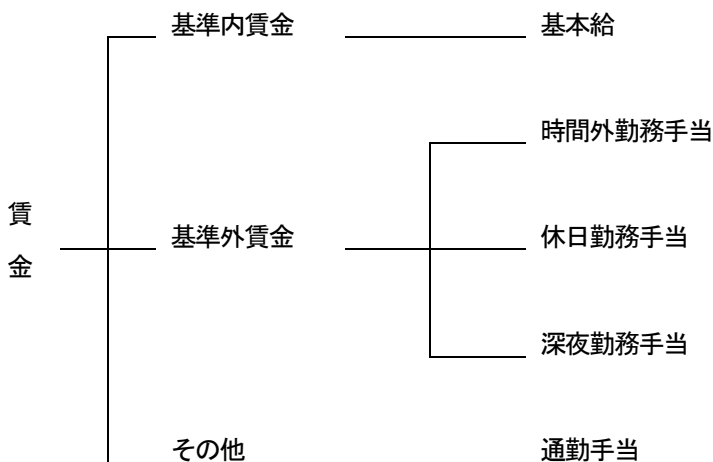 賃金
基準内賃金
基本給
時間外勤務手当
基準外賃金
休日勤務手当
深夜勤務手当
その他
通勤手当